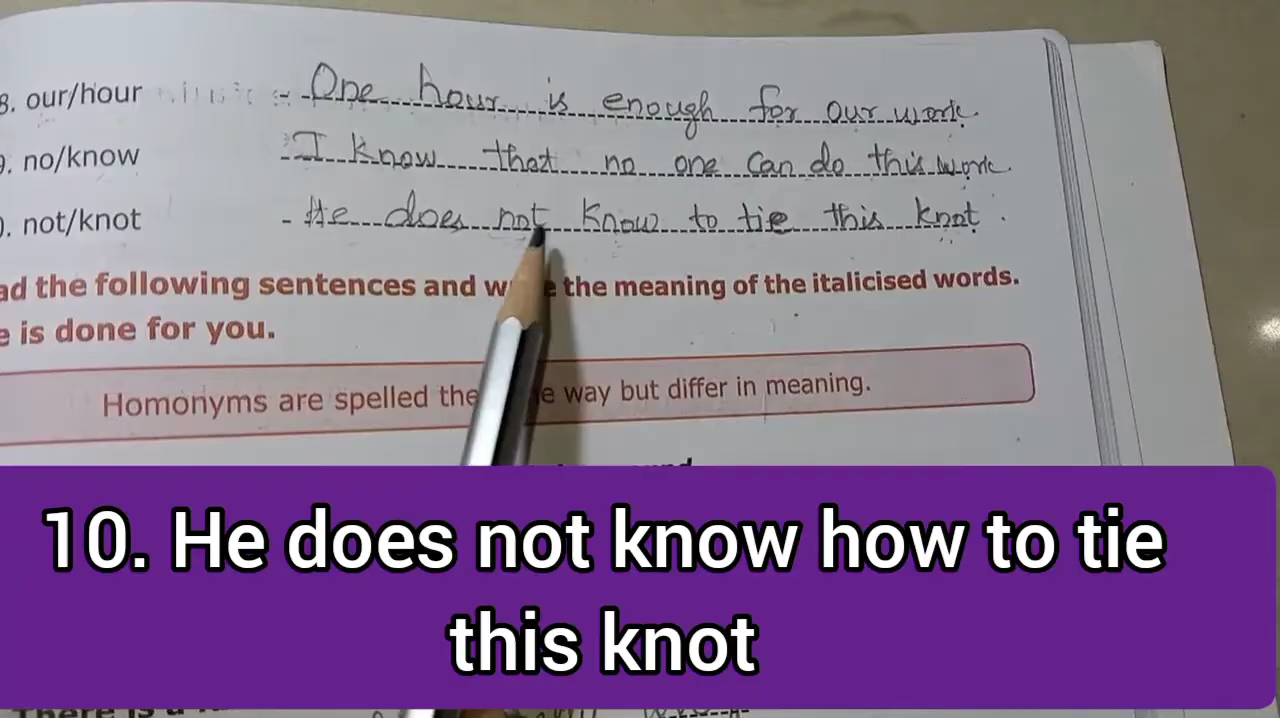 8. our/hour - One hour is enough for our work.
9. no/know - I know that no one can do this work.
). not/knot - He does not know to tie this knot.
ad the following sentences and w e the meaning of the italicised words.
e is done for you.
Homonyms are spelled the e way but differ in meaning.
10. He does not know how to tie
this knot